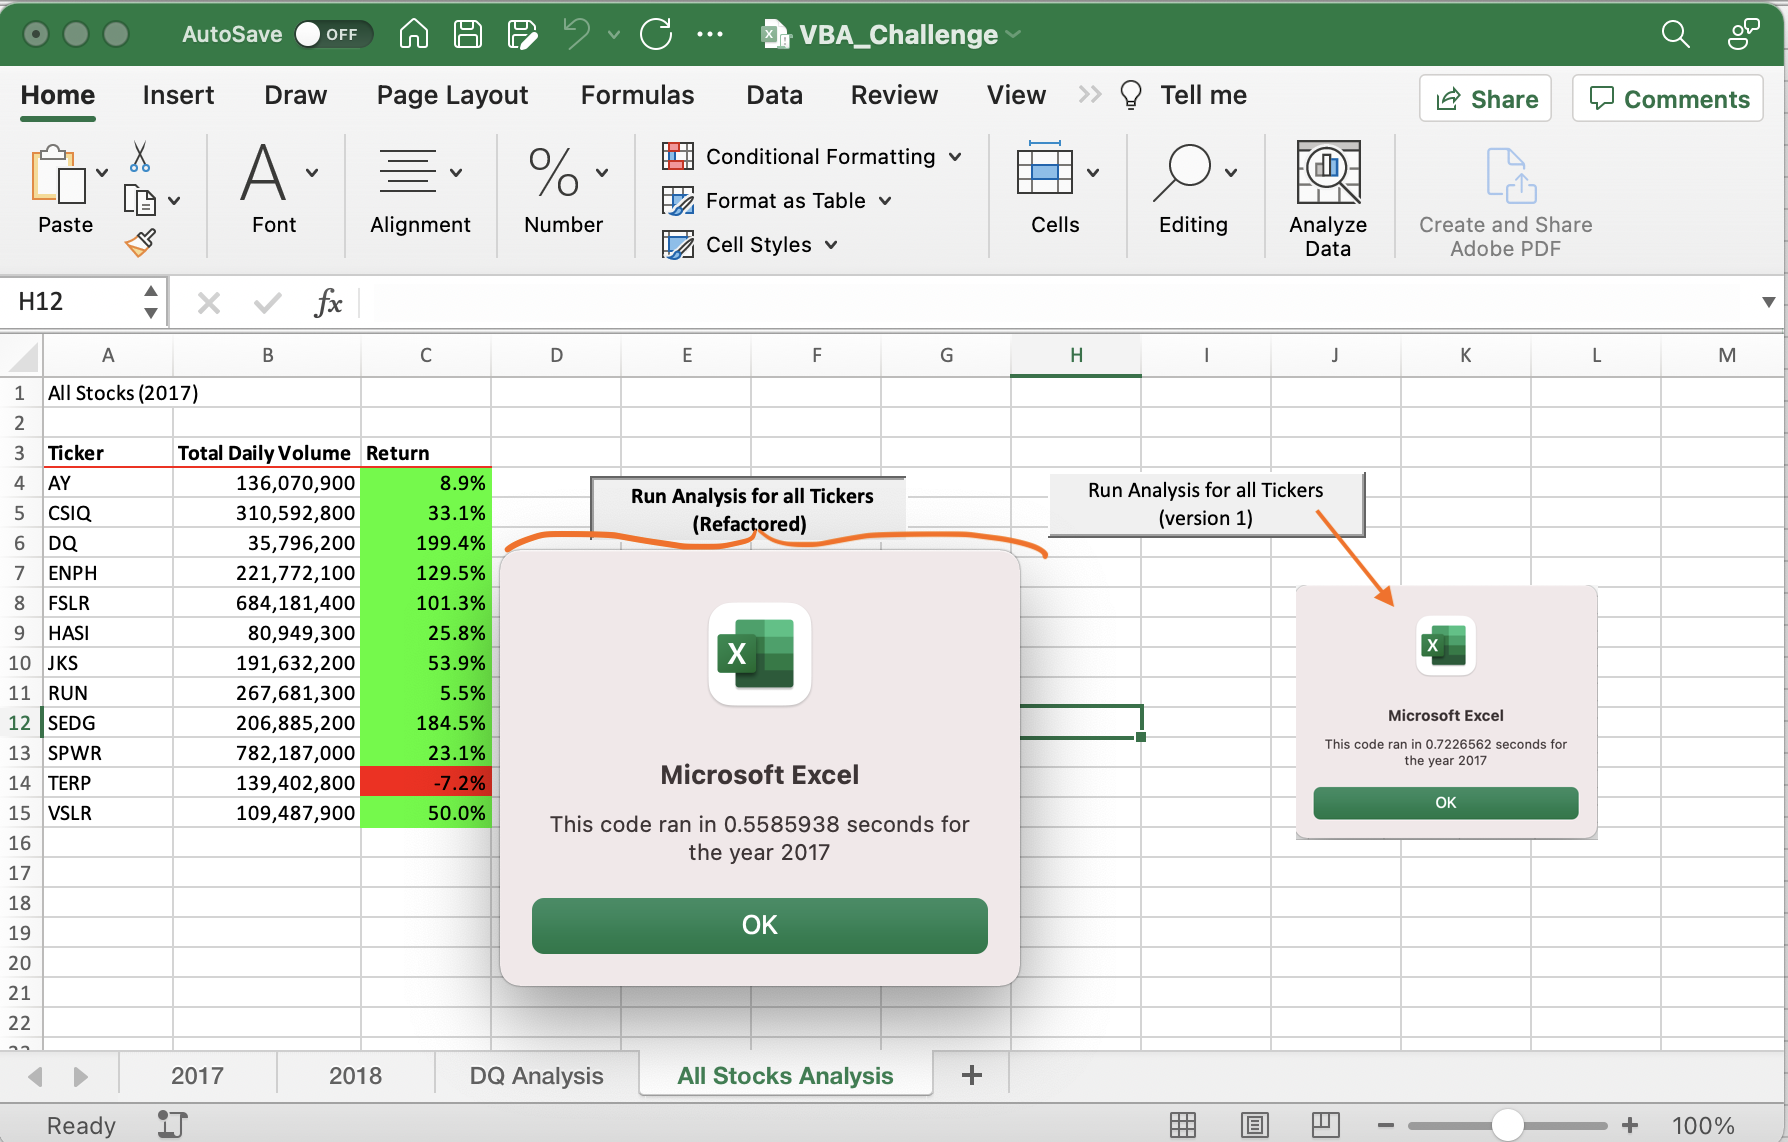 AutoSave OFF VBA_Challenge
Home Insert Draw Page Layout Formulas Data Review View Tell me Share Comments
Paste Font Alignment Number
Conditional Formatting
Format as Table
Cell Styles
Cells Editing Analyze Data Create and Share Adobe PDF
H12 fx
A B C D E F G H I J K L M
1 All Stocks (2017)
2
3 Ticker Total Daily Volume Return
4 AY 136,070,900 8.9%
5 CSIQ 310,592,800 33.1%
6 DQ 35,796,200 199.4%
7 ENPH 221,772,100 129.5%
8 FSLR 684,181,400 101.3%
9 HASI 80,949,300 25.8%
10 JKS 191,632,200 53.9%
11 RUN 267,681,300 5.5%
12 SEDG 206,885,200 184.5%
13 SPWR 782,187,000 23.1%
14 TERP 139,402,800 -7.2%
15 VSLR 109,487,900 50.0%
16
17
18
19
20
21
22
Run Analysis for all Tickers
(Refactored)
X
Microsoft Excel
This code ran in 0.5585938 seconds for
the year 2017
OK
Run Analysis for all Tickers
(version 1)
X
Microsoft Excel
This code ran in 0.7226562 seconds for
the year 2017
OK
2017 2018 DQ Analysis All Stocks Analysis +
Ready 100%